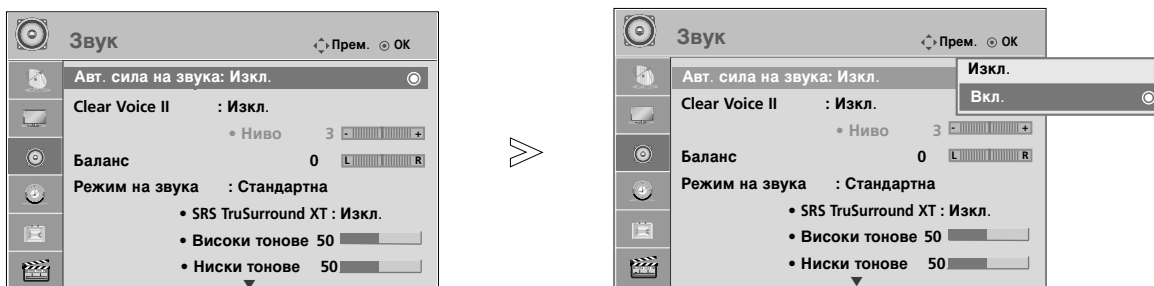 Звук
Прем. OK
Авт. сила на звука: Изкл.
Clear Voice II : Изкл.
• Ниво 3 - +
Баланс 0 L R
Режим на звука : Стандартна
• SRS TruSurround XT : Изкл.
• Високи тонове 50
• Ниски тонове 50
>
Звук
Прем. OK
Авт. сила на звука: Изкл.
Изкл.
Вкл.
Clear Voice II : Изкл.
• Ниво 3 - +
Баланс 0 L R
Режим на звука : Стандартна
• SRS TruSurround XT : Изкл.
• Високи тонове 50
• Ниски тонове 50